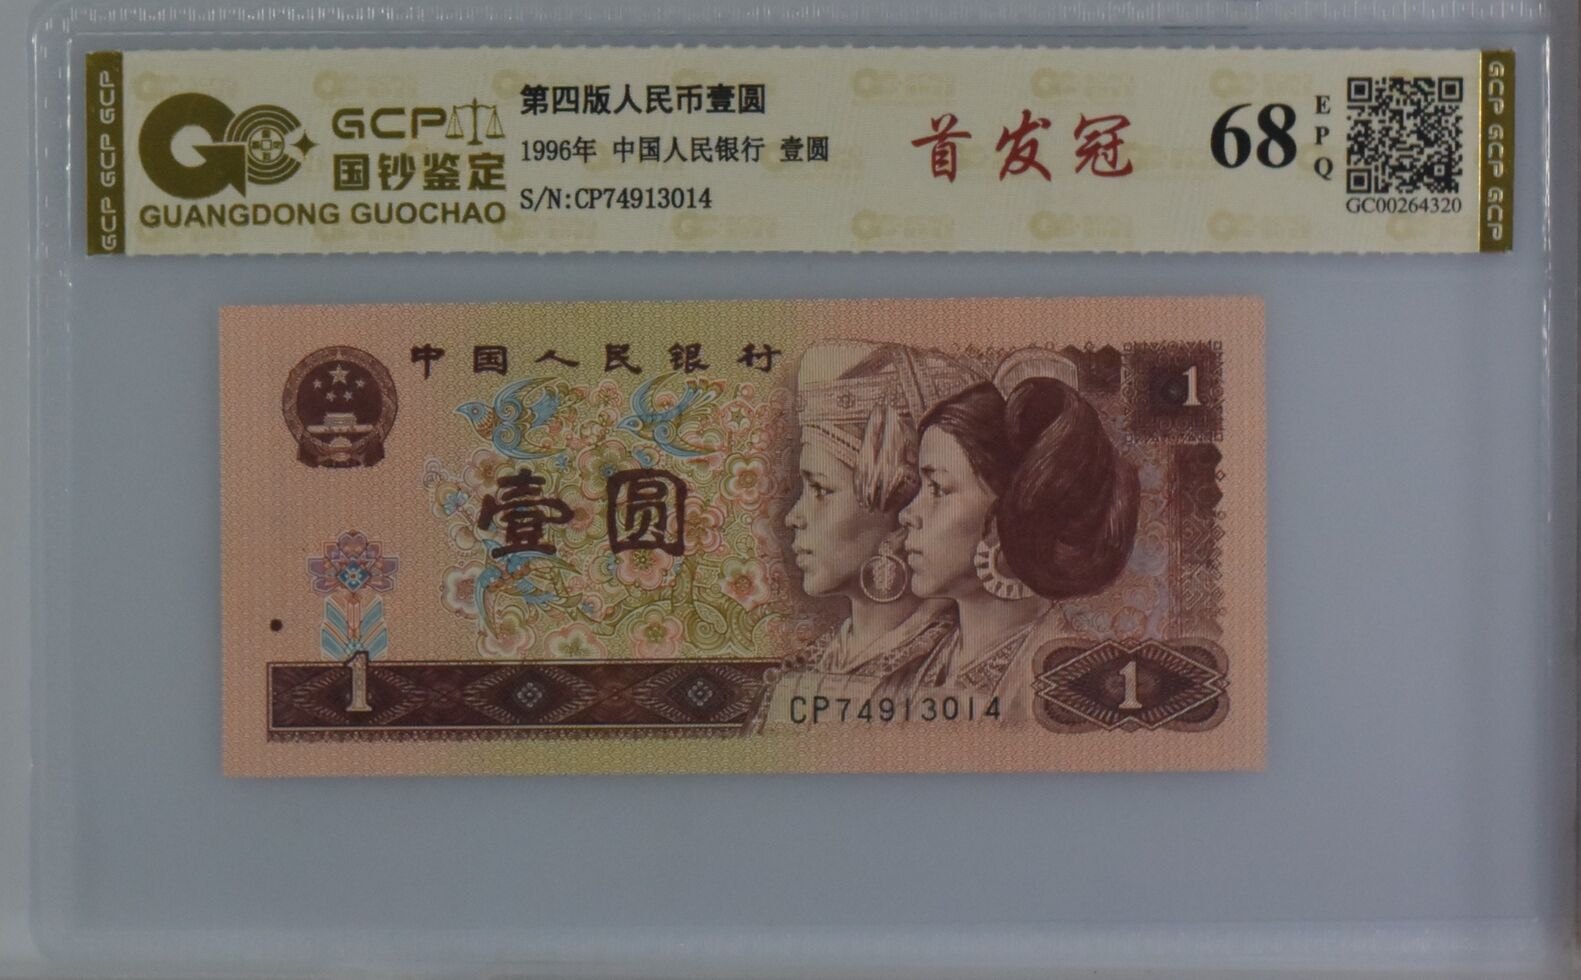 GCP GCP GCP
GCP
国钞鉴定
GUANGDONG GUOCHAO
第四版人民币壹圆
1996年 中国人民银行 壹圆
S/N:CP74913014
首发冠
68
EPQ
GC00264320
GCP GCP GCP
中国人民银行
1
壹圆
1
CP74913014
1